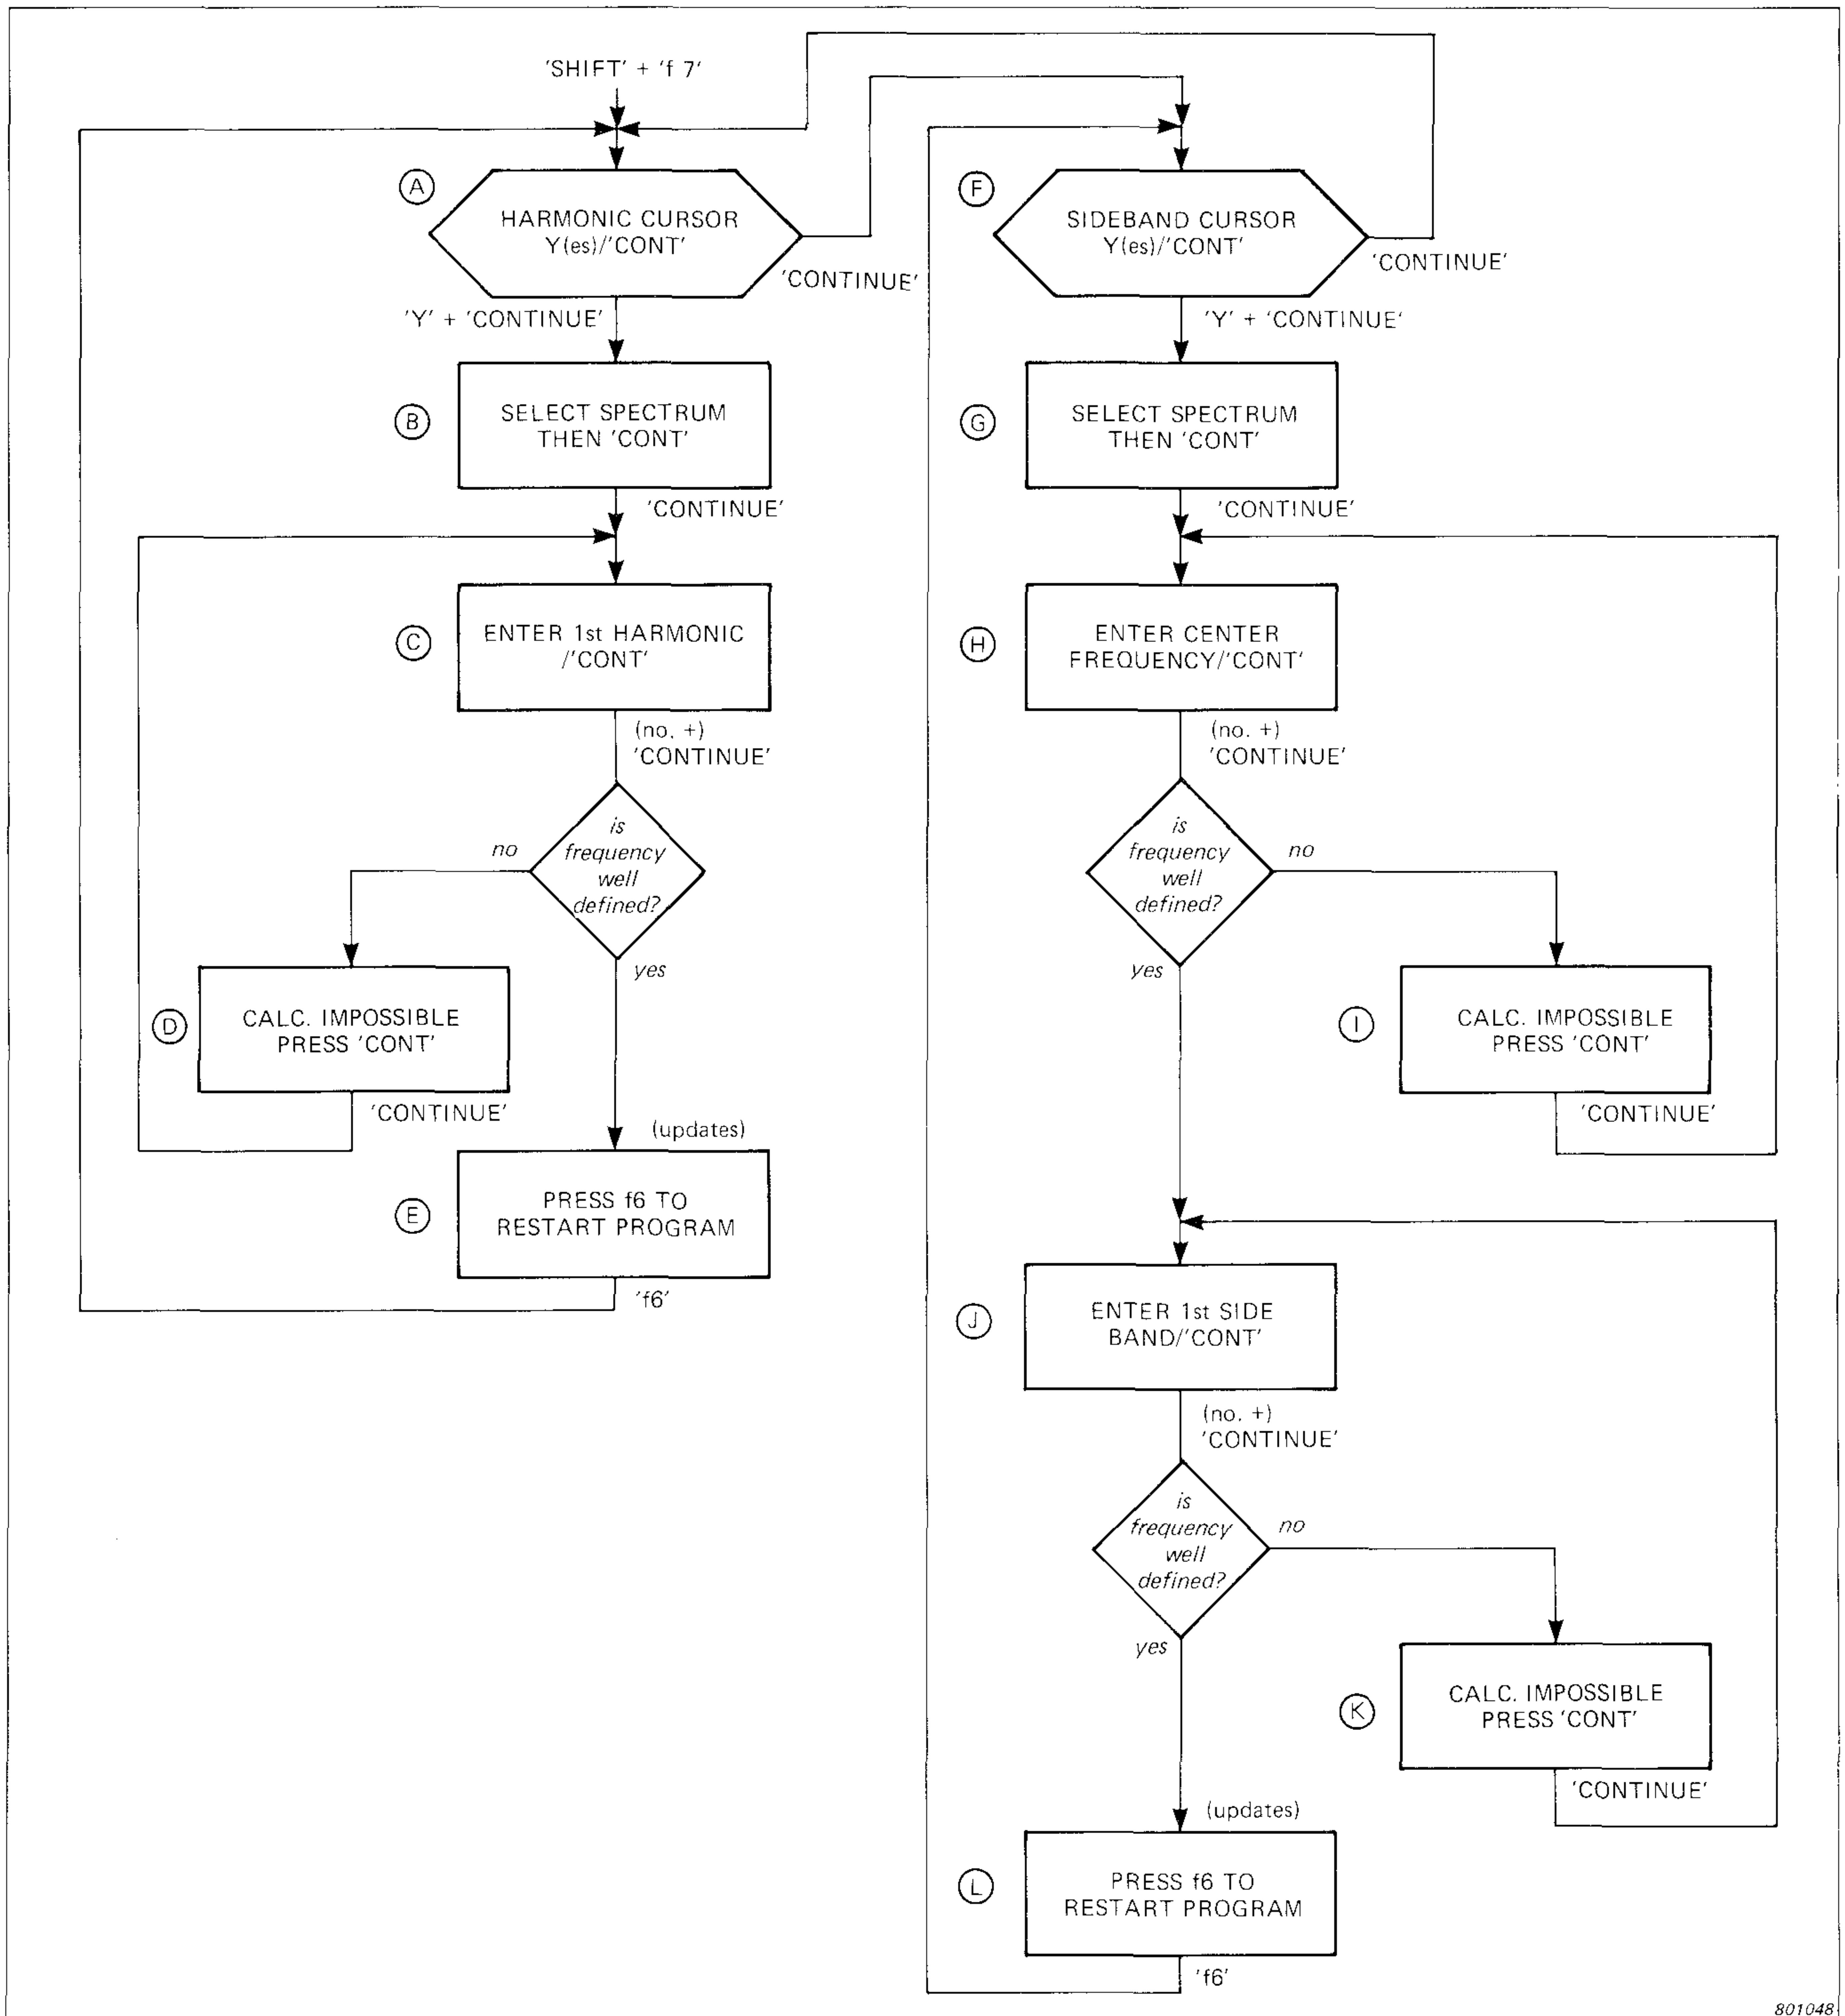 'SHIFT' + 'f 7'
A
HARMONIC CURSOR
Y(es)/'CONT'
'CONTINUE'
'Y' + 'CONTINUE'
B
SELECT SPECTRUM
THEN 'CONT'
'CONTINUE'
C
ENTER 1st HARMONIC
/'CONT'
(no. +)
'CONTINUE'
is
frequency
well
defined?
no
yes
D
CALC. IMPOSSIBLE
PRESS 'CONT'
'CONTINUE'
(updates)
E
PRESS f6 TO
RESTART PROGRAM
'f6'
F
SIDEBAND CURSOR
Y(es)/'CONT'
'CONTINUE'
'Y' + 'CONTINUE'
G
SELECT SPECTRUM
THEN 'CONT'
'CONTINUE'
H
ENTER CENTER
FREQUENCY/'CONT'
(no. +)
'CONTINUE'
is
frequency
well
defined?
no
yes
I
CALC. IMPOSSIBLE
PRESS 'CONT'
'CONTINUE'
J
ENTER 1st SIDE
BAND/'CONT'
(no. +)
'CONTINUE'
is
frequency
well
defined?
no
yes
K
CALC. IMPOSSIBLE
PRESS 'CONT'
'CONTINUE'
(updates)
L
PRESS f6 TO
RESTART PROGRAM
'f6'
801048